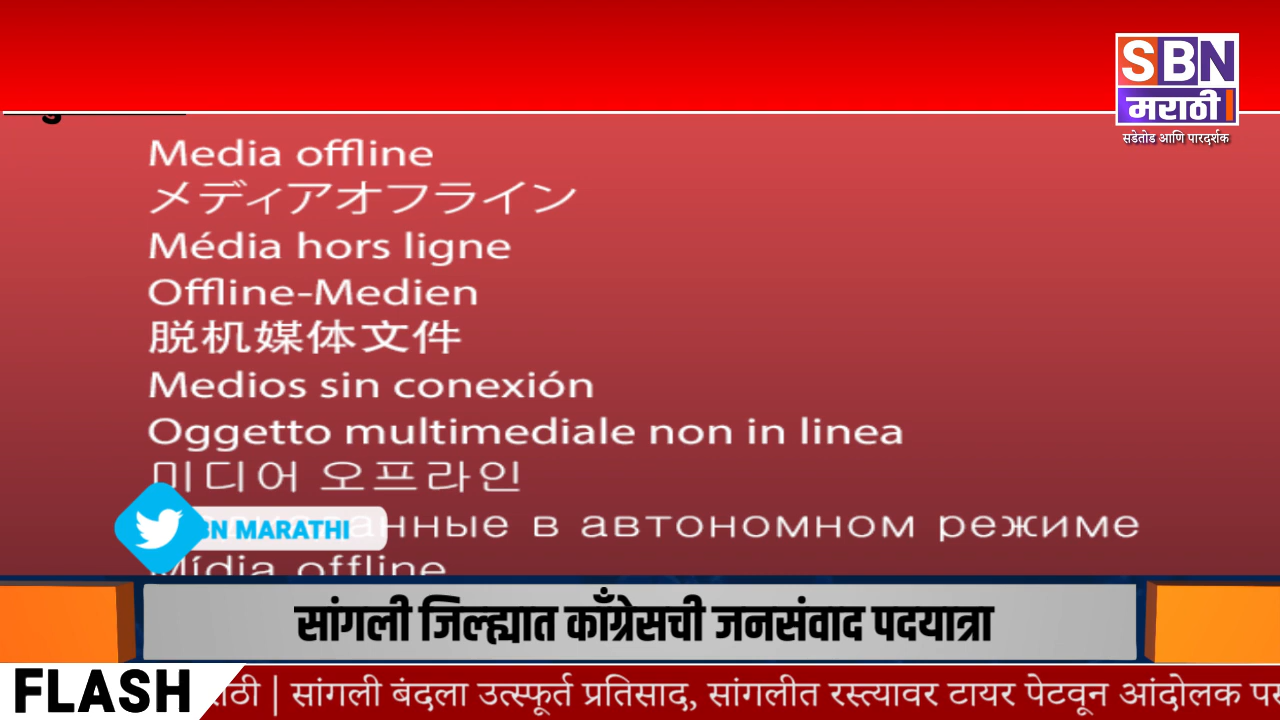 SBN
मराठी
सडेतोड आणि पारदर्शक
Media offline
メディアオフライン
Média hors ligne
Offline-Medien
脱机媒体文件
Medios sin conexión
Oggetto multimediale non in linea
미디어 오프라인
в автономном режиме
BN MARATHI
Mídia offline
सांगली जिल्ह्यात काँग्रेसची जनसंवाद पदयात्रा
FLASH
राठी | सांगली बंदला उत्स्फूर्त प्रतिसाद, सांगलीत रस्त्यावर टायर पेटवून आंदोलक